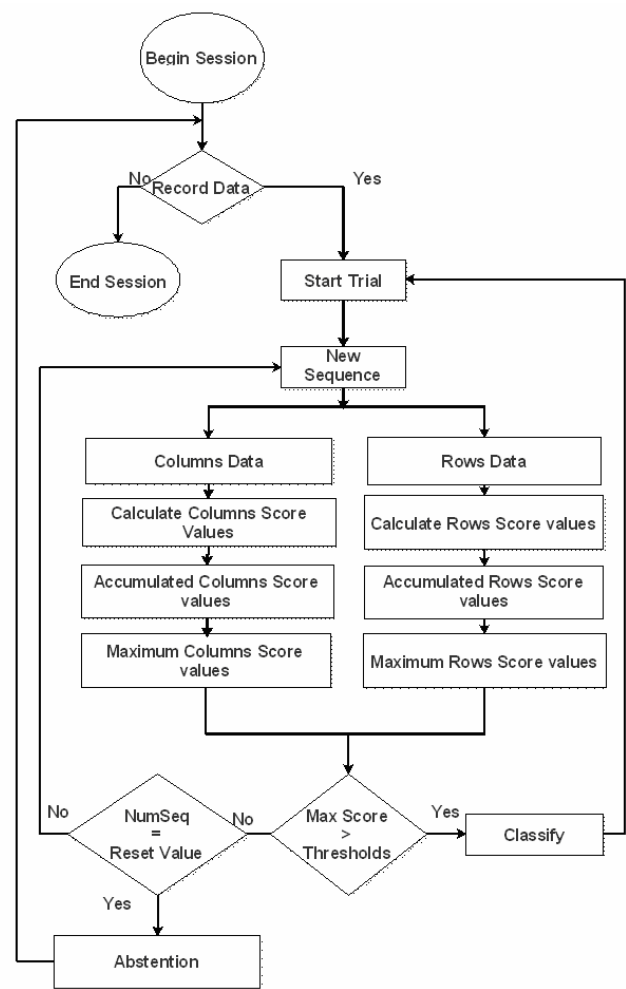 Begin Session
No
Record Data
Yes
End Session
Start Trial
New
Sequence
Columns Data
Rows Data
Calculate Columns Score
Values
Calculate Rows Score values
Accumulated Columns Score
values
Accumulated Rows Score
values
Maximum Columns Score
values
Maximum Rows Score values
No
NumSeq
=
Reset Value
No
Max Score
>
Thresholds
Yes
Classify
Yes
Abstention